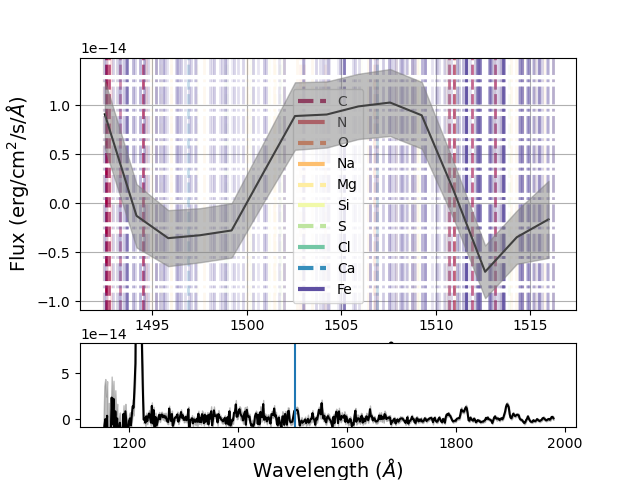 1e−14
Flux (erg/cm²/s/Å)
1.0
0.5
0.0
−0.5
−1.0
C
N
O
Na
Mg
Si
S
Cl
Ca
Fe
1495
1500
1505
1510
1515
1e−14
5
0
1200
1400
1600
1800
2000
Wavelength (Å)